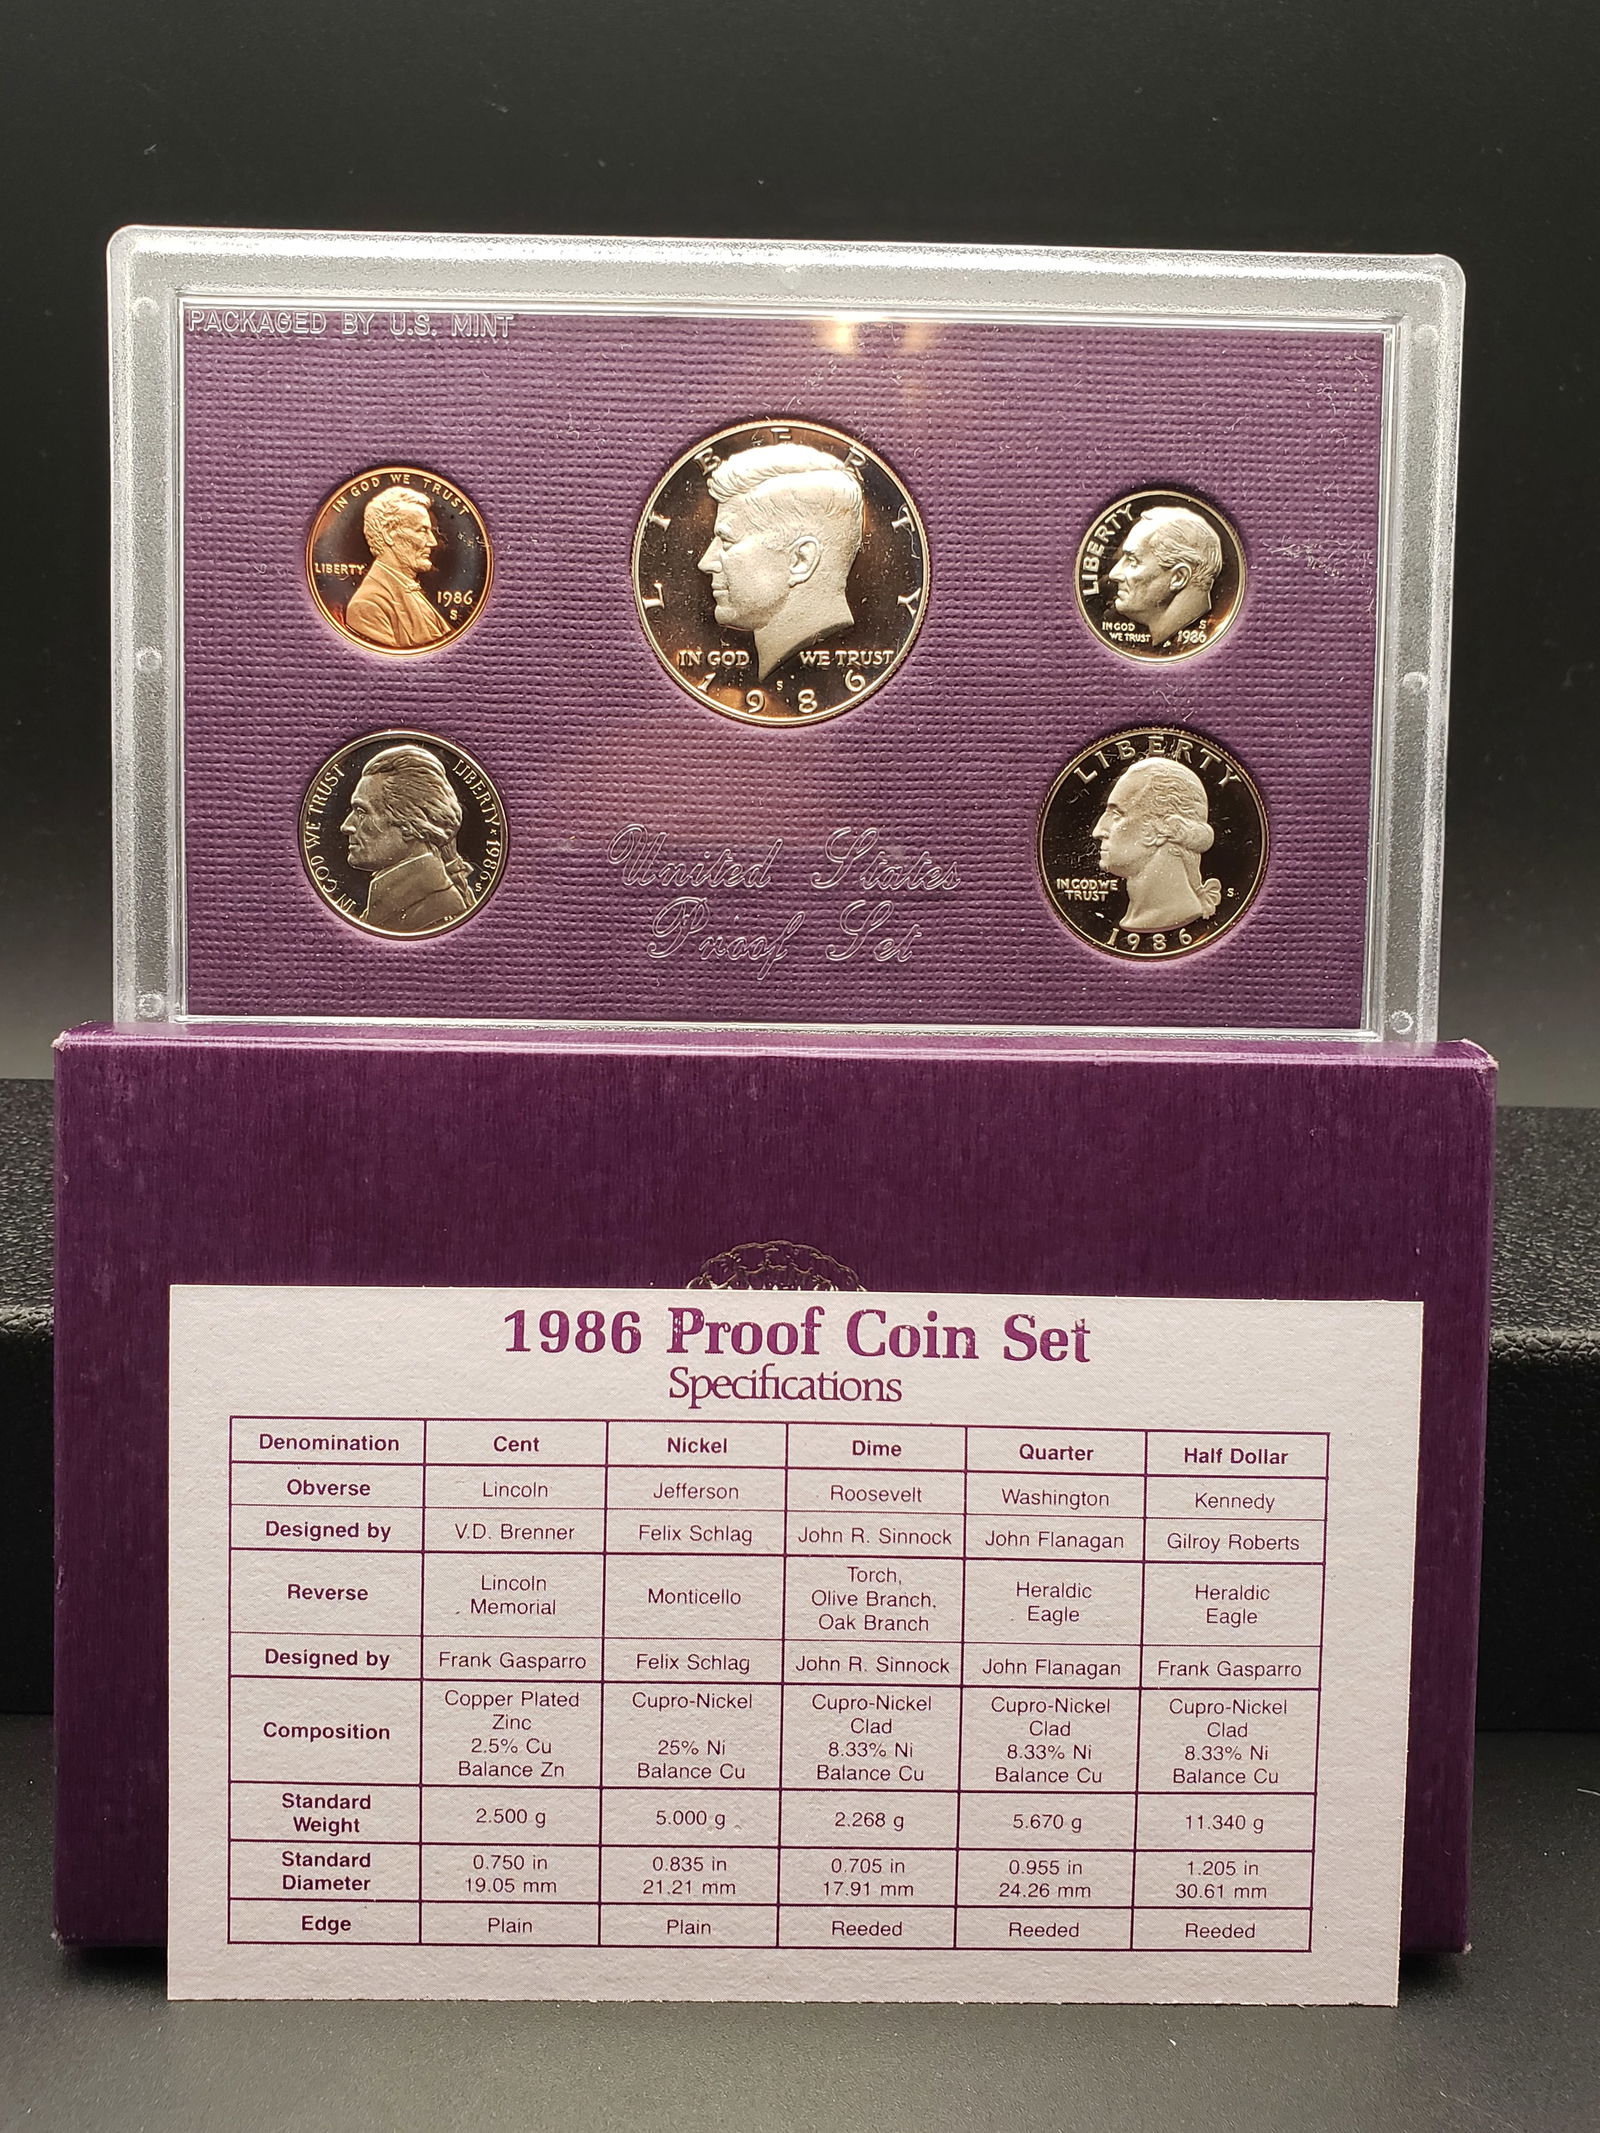 PACKAGED BY U.S. MINT
IN GOD WE TRUST
LIBERTY
1986
S
LIBERTY
IN GOD WE TRUST
S
1986
LIBERTY
IN GOD
WE TRUST
S
1986
IN GOD WE TRUST
LIBERTY * 1986
S
LIBERTY
IN GOD WE
TRUST
S
1986
United States
Proof Set
1986 Proof Coin Set
Specifications
Denomination Cent Nickel Dime Quarter Half Dollar
Obverse Lincoln Jefferson Roosevelt Washington Kennedy
Designed by V.D. Brenner Felix Schlag John R. Sinnock John Flanagan Gilroy Roberts
Reverse Lincoln Memorial Monticello Torch, Olive Branch, Oak Branch Heraldic Eagle Heraldic Eagle
Designed by Frank Gasparro Felix Schlag John R. Sinnock John Flanagan Frank Gasparro
Composition Copper Plated Zinc 2.5% Cu Balance Zn Cupro-Nickel 25% Ni Balance Cu Cupro-Nickel Clad 8.33% Ni Balance Cu Cupro-Nickel Clad 8.33% Ni Balance Cu Cupro-Nickel Clad 8.33% Ni Balance Cu
Standard Weight 2.500 g 5.000 g 2.268 g 5.670 g 11.340 g
Standard Diameter 0.750 in 19.05 mm 0.835 in 21.21 mm 0.705 in 17.91 mm 0.955 in 24.26 mm 1.205 in 30.61 mm
Edge Plain Plain Reeded Reeded Reeded